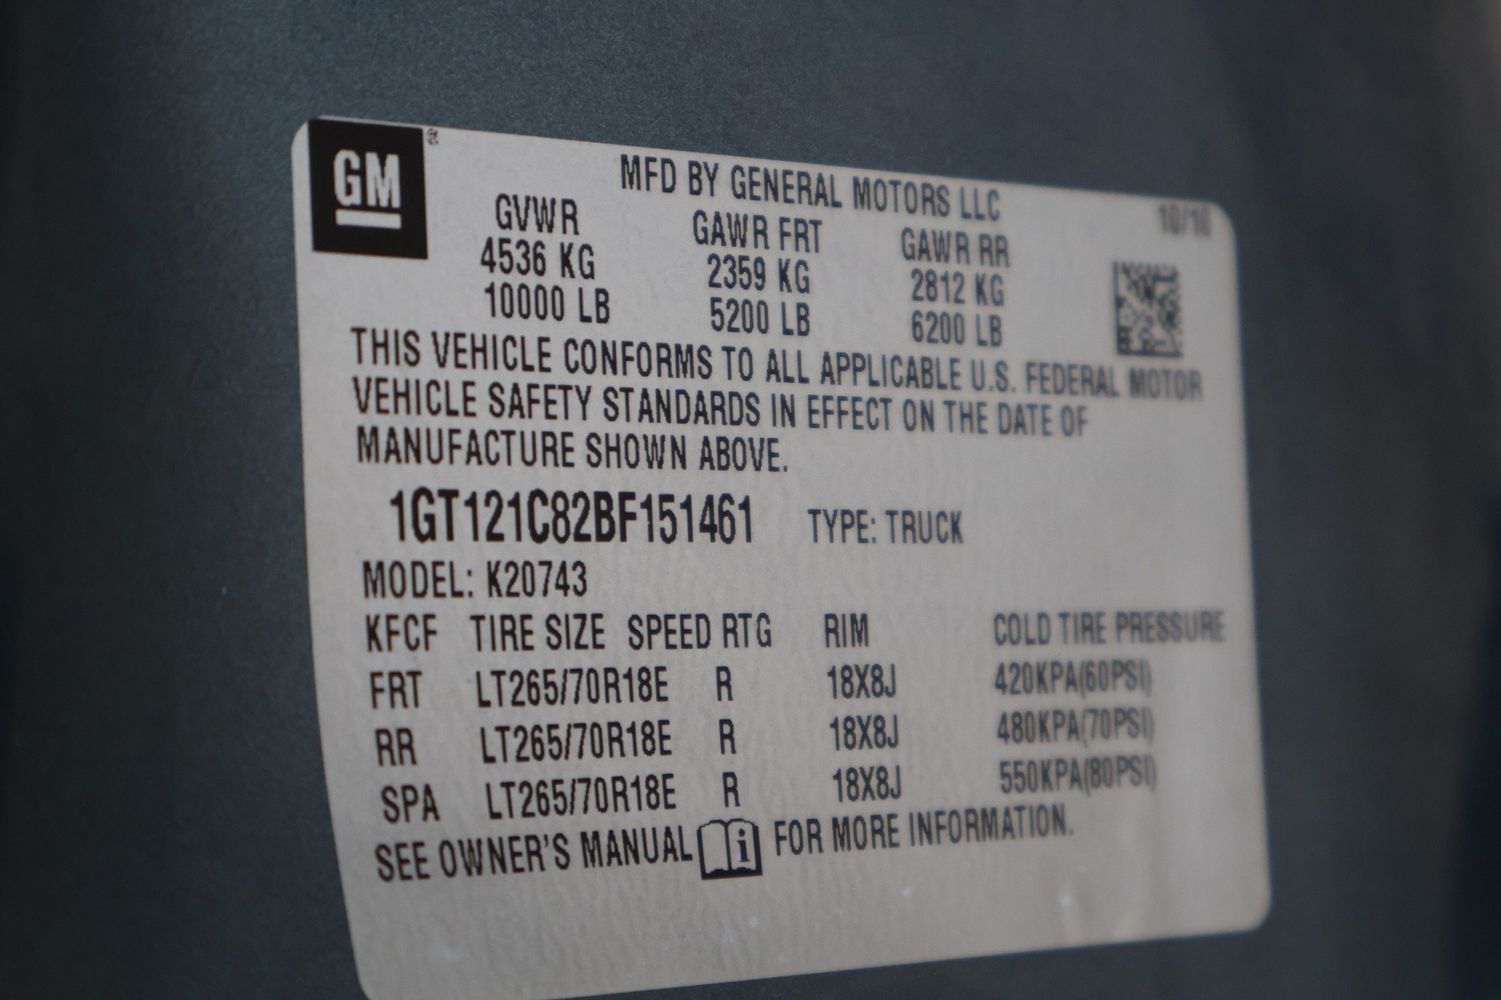 GM ®
MFD BY GENERAL MOTORS LLC 10/10
GVWR GAWR FRT GAWR RR
4536 KG 2359 KG 2812 KG
10000 LB 5200 LB 6200 LB
THIS VEHICLE CONFORMS TO ALL APPLICABLE U.S. FEDERAL MOTOR
VEHICLE SAFETY STANDARDS IN EFFECT ON THE DATE OF
MANUFACTURE SHOWN ABOVE.
1GT121C82BF151461 TYPE: TRUCK
MODEL: K20743
KFCF TIRE SIZE SPEED RTG RIM COLD TIRE PRESSURE
FRT LT265/70R18E R 18X8J 420KPA(60PSI)
RR LT265/70R18E R 18X8J 480KPA(70PSI)
SPA LT265/70R18E R 18X8J 550KPA(80PSI)
SEE OWNER'S MANUAL i FOR MORE INFORMATION.